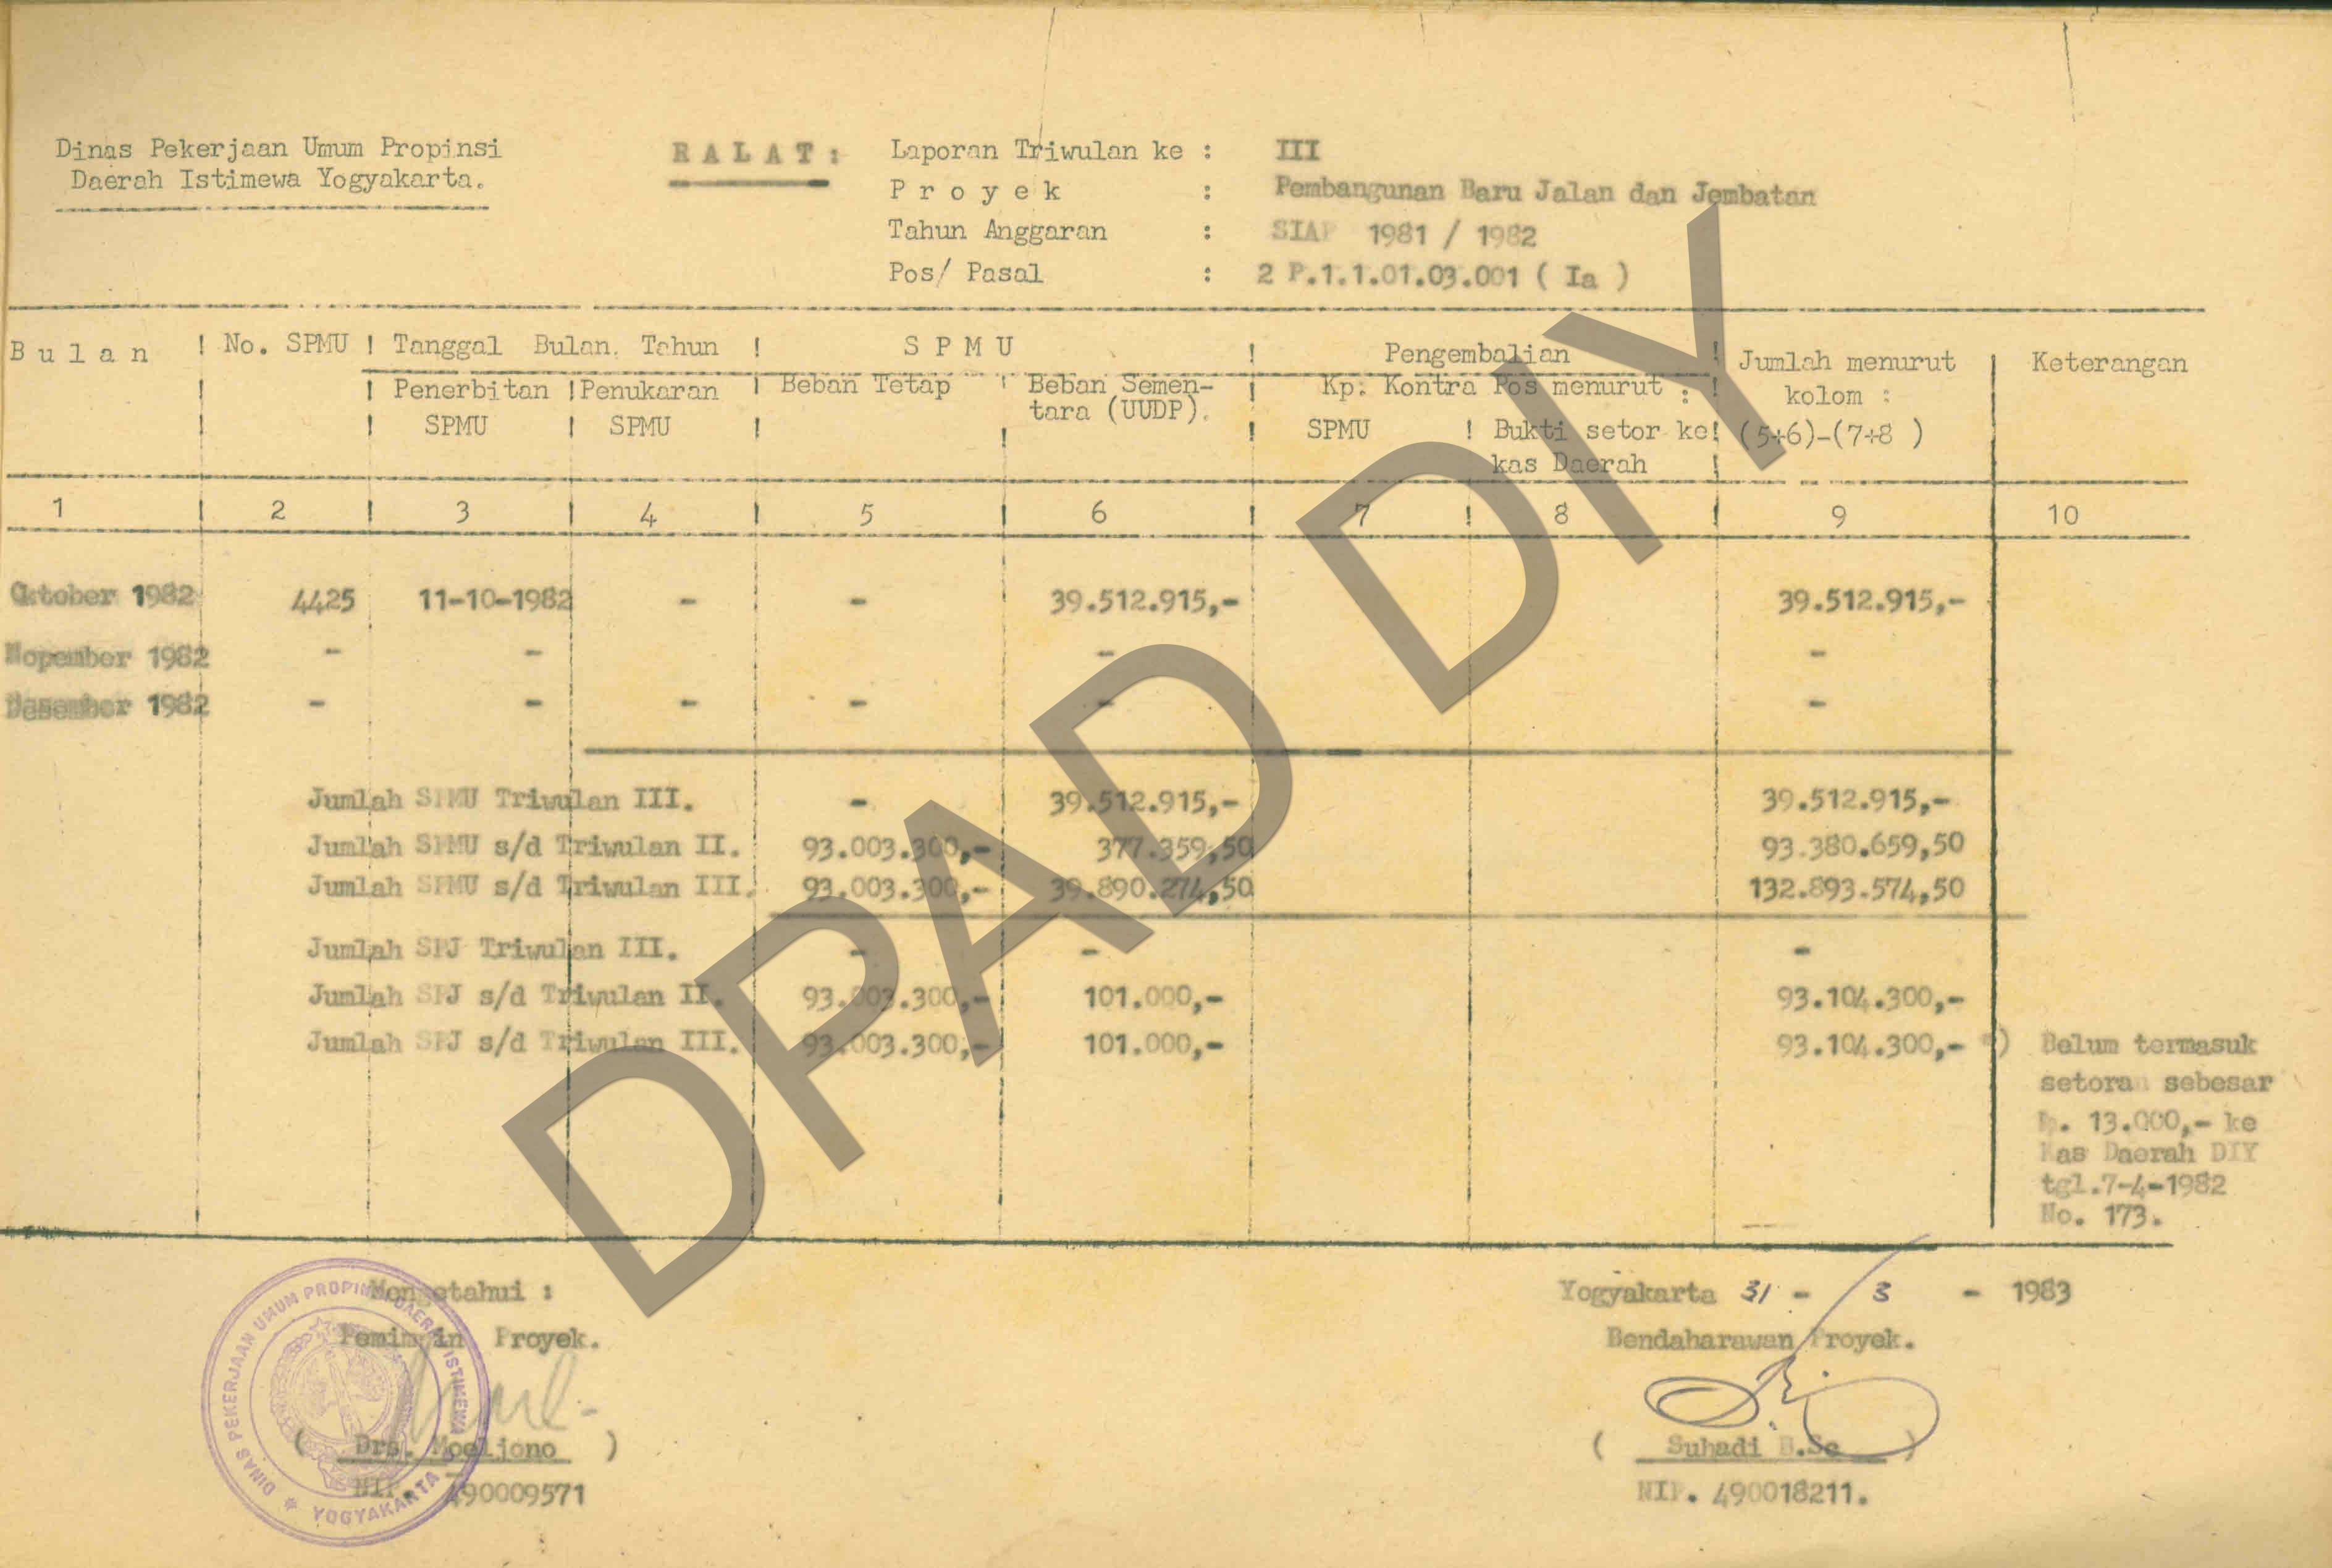 Dinas Pekerjaan Umum Propinsi
Daerah Istimewa Yogyakarta.
R A L A T :
Laporan Triwulan ke : III
P r o y e k : Pembangunan Baru Jalan dan Jembatan
Tahun Anggaran : SIAP 1981 / 1982
Pos/ Pasal : 2 P.1.1.01.03.001 ( Ia )
B u l a n ! No. SPMU ! Tanggal Bulan. Tahun ! S P M U ! Pengembalian ! Jumlah menurut Keterangan
! ! Penerbitan ! Penukaran ! Beban Tetap ! Beban Semen- ! Kp. Kontra Pos menurut : ! kolom :
tara (UUDP).
! ! SPMU ! SPMU ! ! ! SPMU ! Bukti setor ke ! (5+6)-(7+8 )
kas Daerah !
1 ! 2 ! 3 ! 4 ! 5 ! 6 ! 7 ! 8 ! 9 10
Oktober 1982 4425 11-10-1982 - - 39.512.915,- 39.512.915,-
Nopember 1982 - - - -
Desember 1982 - - - - - -
Jumlah SPMU Triwulan III. - 39.512.915,- 39.512.915,-
Jumlah SPMU s/d Triwulan II. 93.003.300,- 377.359,50 93.380.659,50
Jumlah SPMU s/d Triwulan III. 93.003.300,- 39.890.274,50 132.893.574,50
Jumlah SPJ Triwulan III. - - -
Jumlah SPJ s/d Triwulan II. 93.003.300,- 101.000,- 93.104.300,-
Jumlah SPJ s/d Triwulan III. 93.003.300,- 101.000,- 93.104.300,- *) Belum termasuk
setoran sebesar
Rp. 13.000,- ke
Kas Daerah DIY
tgl.7-4-1982
No. 173.
DPAD DIY
Mengetahui :
Pemimpin Proyek.
( Drs. Moeljono )
NIP. 490009571
DINAS PEKERJAAN UMUM PROPINSI DAERAH ISTIMEWA
YOGYAKARTA
Yogyakarta 31 - 3 - 1983
Bendaharawan Proyek.
( Suhadi B.Sc )
NIP. 490018211.